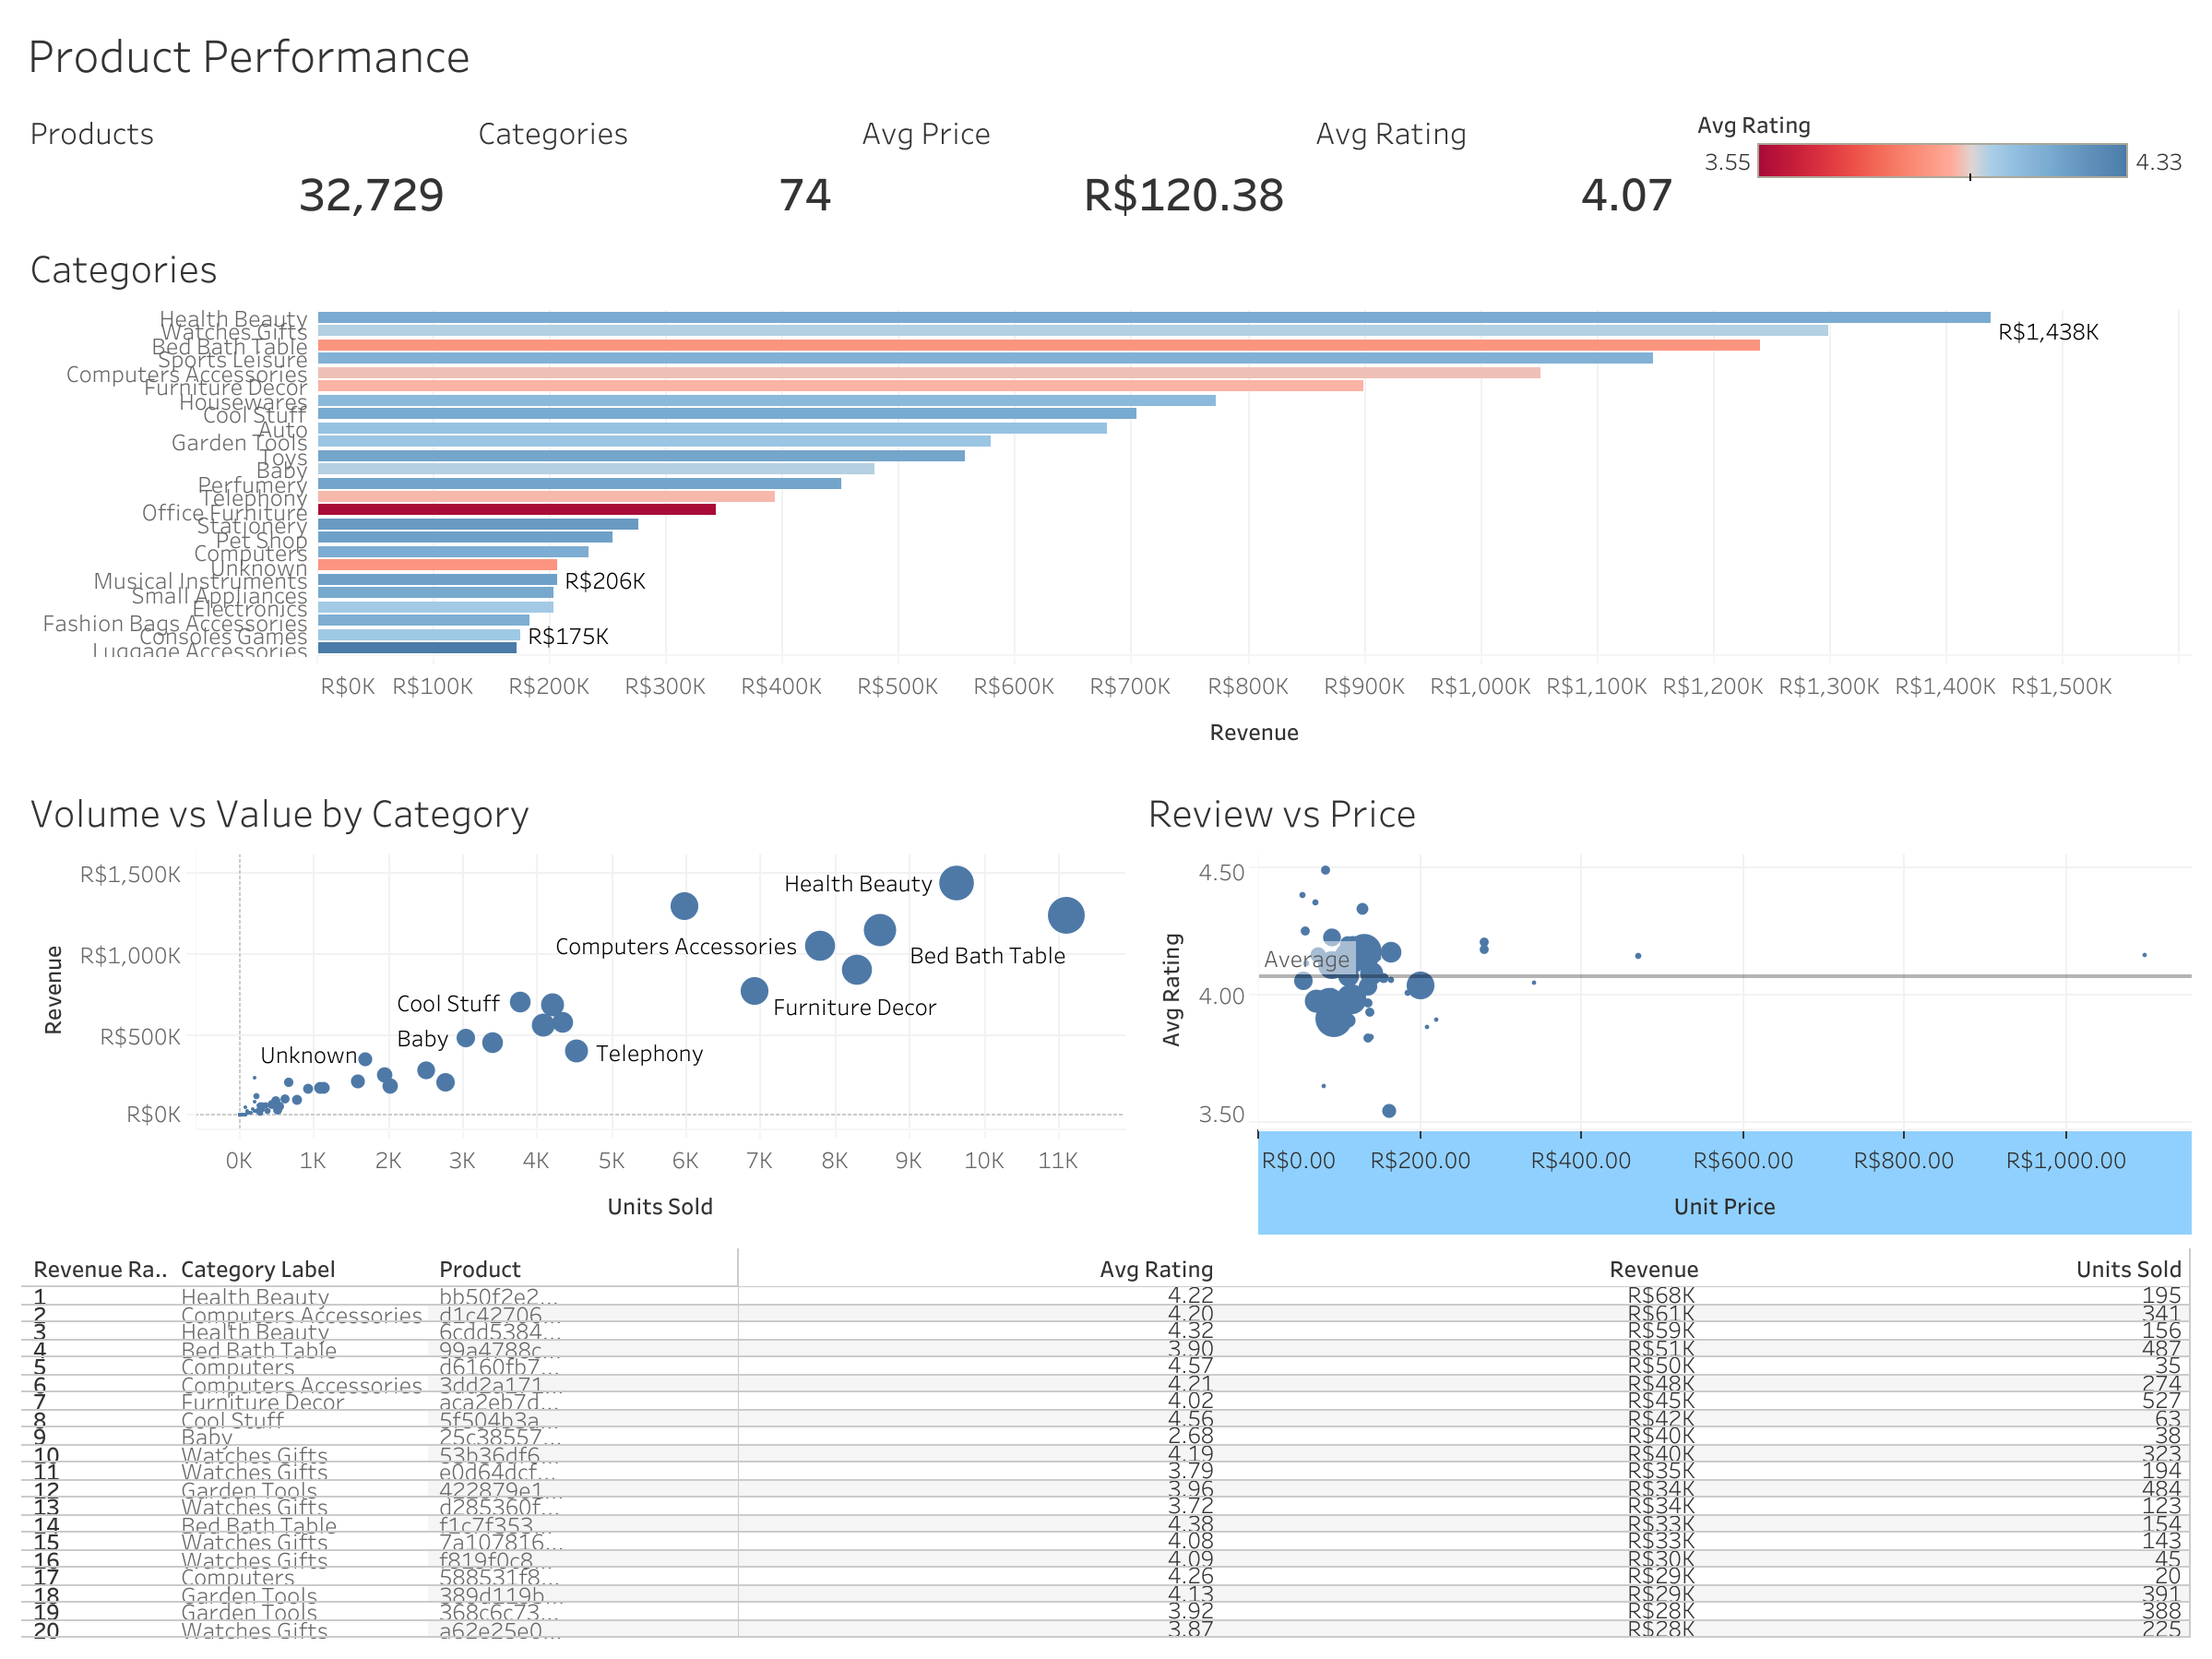 Product Performance
Products
Categories
Avg Price
Avg Rating
32,729
74
R$120.38
4.07
Avg Rating
3.55
4.33
Categories
Health Beauty
Watches Gifts
Bed Bath Table
Sports Leisure
Computers Accessories
Furniture Decor
Housewares
Cool Stuff
Auto
Garden Tools
Toys
Baby
Perfumery
Telephony
Office Furniture
Stationery
Pet Shop
Computers
Unknown
Musical Instruments
Small Appliances
Electronics
Fashion Bags Accessories
Consoles Games
Luggage Accessories
R$1,438K
R$206K
R$175K
R$0K R$100K R$200K R$300K R$400K R$500K R$600K R$700K R$800K R$900K R$1,000K R$1,100K R$1,200K R$1,300K R$1,400K R$1,500K
Revenue
Volume vs Value by Category
R$1,500K
R$1,000K
R$500K
R$0K
Revenue
Health Beauty
Computers Accessories
Bed Bath Table
Cool Stuff
Furniture Decor
Baby
Telephony
Unknown
0K 1K 2K 3K 4K 5K 6K 7K 8K 9K 10K 11K
Units Sold
Review vs Price
4.50
4.00
3.50
Avg Rating
Average
R$0.00 R$200.00 R$400.00 R$600.00 R$800.00 R$1,000.00
Unit Price
Revenue Ra.. Category Label Product Avg Rating Revenue Units Sold
1 Health Beauty bb50f2e2... 4.22 R$68K 195
2 Computers Accessories d1c42706... 4.20 R$61K 341
3 Health Beauty 6cdd5384... 4.32 R$59K 156
4 Bed Bath Table 99a4788c... 3.90 R$51K 487
5 Computers d6160fb7... 4.57 R$50K 35
6 Computers Accessories 3dd2a171... 4.21 R$48K 274
7 Furniture Decor aca2eb7d... 4.02 R$45K 527
8 Cool Stuff 5f504b3a... 4.56 R$42K 63
9 Baby 25c38557... 2.68 R$40K 38
10 Watches Gifts 53b36df6... 4.19 R$40K 323
11 Watches Gifts e0d64dcf... 3.79 R$35K 194
12 Garden Tools 422879e1... 3.96 R$34K 484
13 Watches Gifts d285360f... 3.72 R$34K 123
14 Bed Bath Table f1c7f353... 4.38 R$33K 154
15 Watches Gifts 7a107816... 4.08 R$33K 143
16 Watches Gifts f819f0c8... 4.09 R$30K 45
17 Computers 588531f8... 4.26 R$29K 20
18 Garden Tools 389d119b... 4.13 R$29K 391
19 Garden Tools 368c6c73... 3.92 R$28K 388
20 Watches Gifts a62e25e0... 3.87 R$28K 225